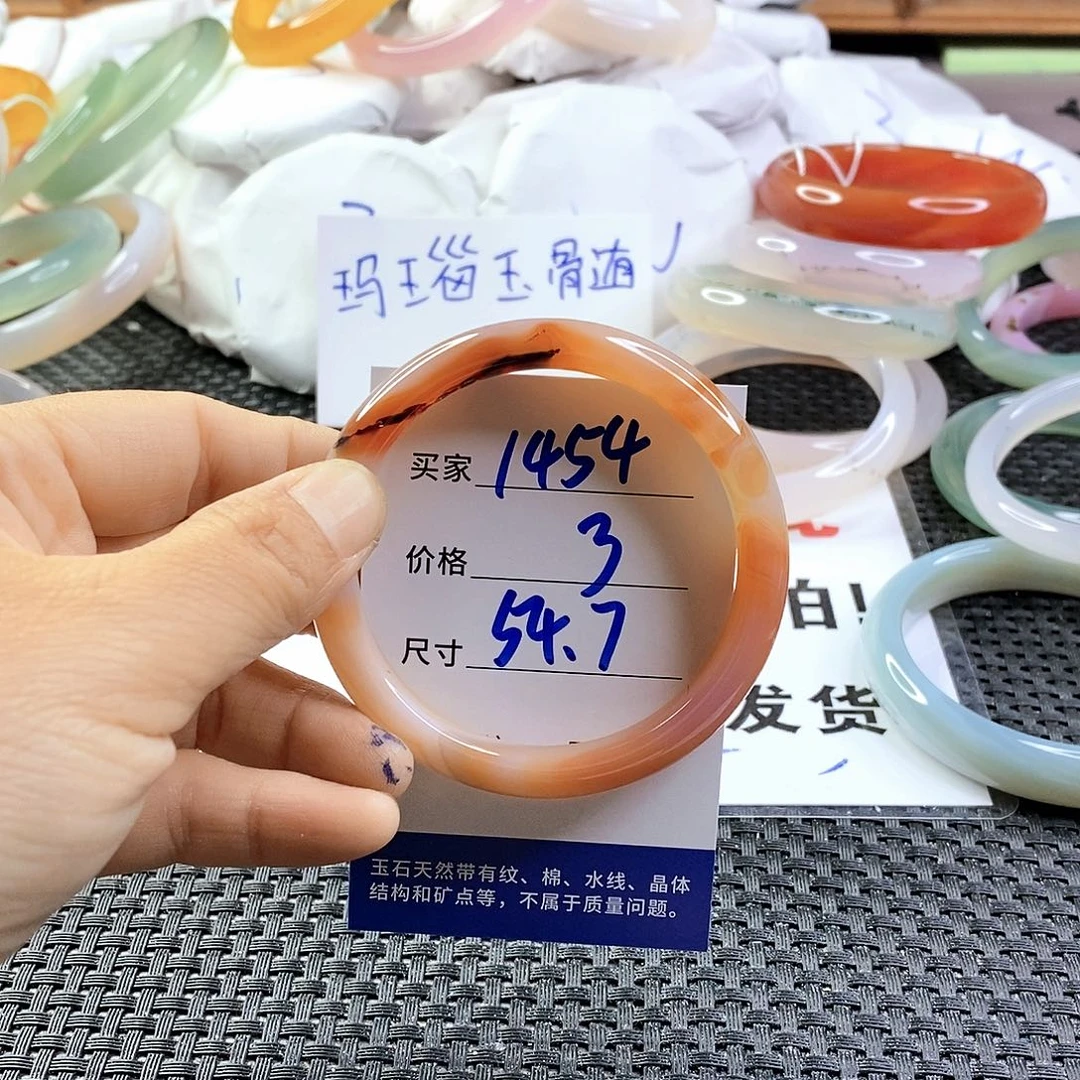 玛瑙玉骨髓
买家 1454
价格 3
尺寸 54.7
拍!
发货
玉石天然带有纹、棉、水线、晶体
结构和矿点等，不属于质量问题。